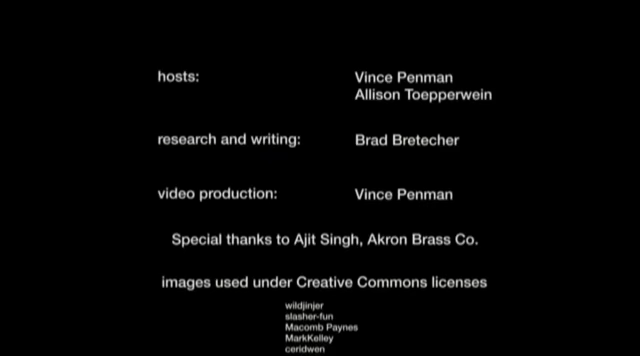 hosts: Vince Penman
Allison Toepperwein
research and writing: Brad Bretecher
video production: Vince Penman
Special thanks to Ajit Singh, Akron Brass Co.
images used under Creative Commons licenses
wildjinjer
slasher-fun
Macomb Paynes
MarkKelley
ceridwen